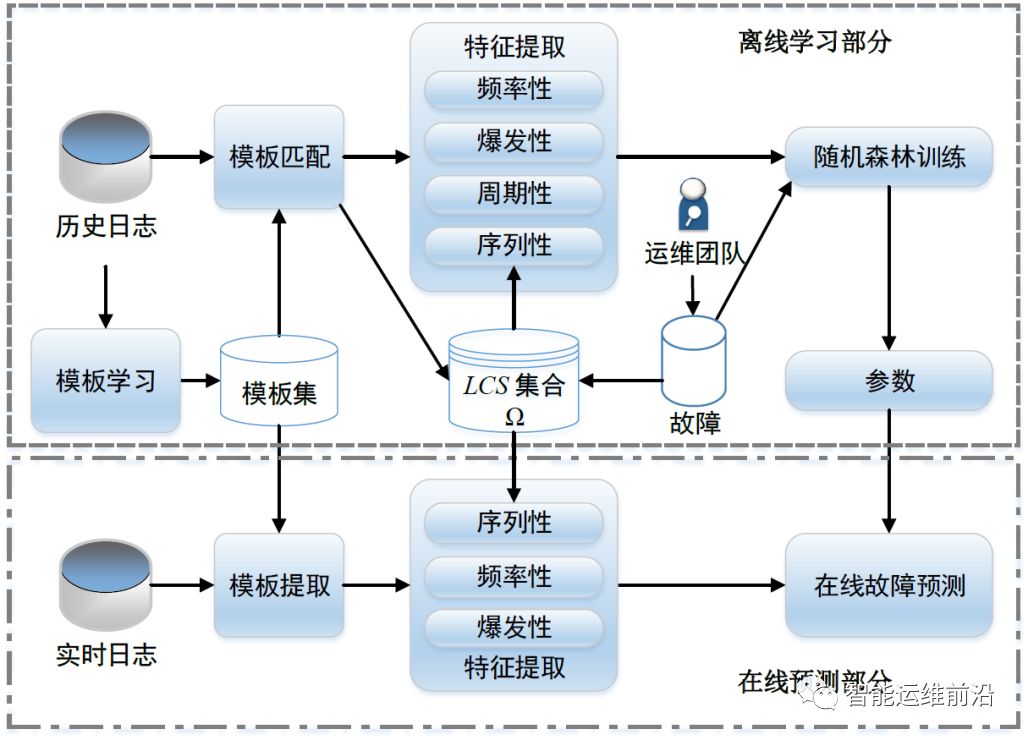 离线学习部分
特征提取
频率性
爆发性
周期性
序列性
历史日志
模板匹配
随机森林训练
运维团队
模板学习
模板集
LCS 集合
Ω
故障
参数
实时日志
模板提取
序列性
频率性
爆发性
特征提取
在线故障预测
在线预测部分
智能运维前沿